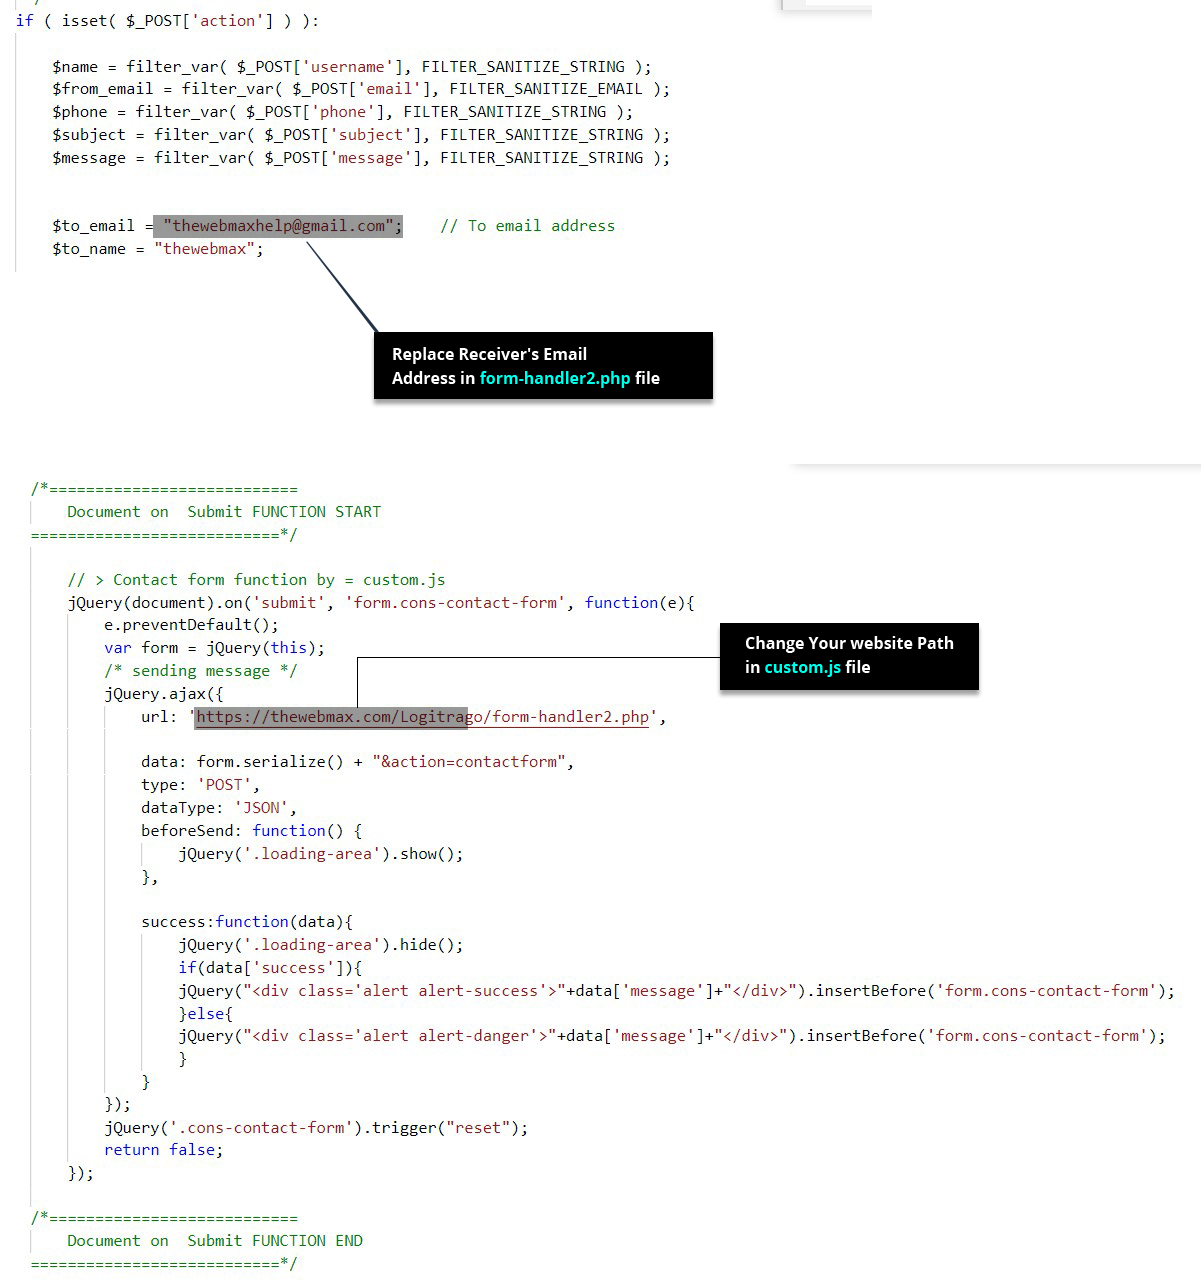 if ( isset( $_POST['action'] ) ):
$name = filter_var( $_POST['username'], FILTER_SANITIZE_STRING );
$from_email = filter_var( $_POST['email'], FILTER_SANITIZE_EMAIL );
$phone = filter_var( $_POST['phone'], FILTER_SANITIZE_STRING );
$subject = filter_var( $_POST['subject'], FILTER_SANITIZE_STRING );
$message = filter_var( $_POST['message'], FILTER_SANITIZE_STRING );
$to_email = "thewebmaxhelp@gmail.com"; // To email address
$to_name = "thewebmax";
Replace Receiver's Email
Address in form-handler2.php file
/*===========================
Document on  Submit FUNCTION START
===========================*/
// > Contact form function by = custom.js
jQuery(document).on('submit', 'form.cons-contact-form', function(e){
e.preventDefault();
var form = jQuery(this);
/* sending message */
jQuery.ajax({
url: 'https://thewebmax.com/Logitrago/form-handler2.php',
Change Your website Path
in custom.js file
data: form.serialize() + "&action=contactform",
type: 'POST',
dataType: 'JSON',
beforeSend: function() {
jQuery('.loading-area').show();
},
success:function(data){
jQuery('.loading-area').hide();
if(data['success']){
jQuery("<div class='alert alert-success'>"+data['message']+"</div>").insertBefore('form.cons-contact-form');
}else{
jQuery("<div class='alert alert-danger'>"+data['message']+"</div>").insertBefore('form.cons-contact-form');
}
}
});
jQuery('.cons-contact-form').trigger("reset");
return false;
});
/*===========================
Document on  Submit FUNCTION END
===========================*/